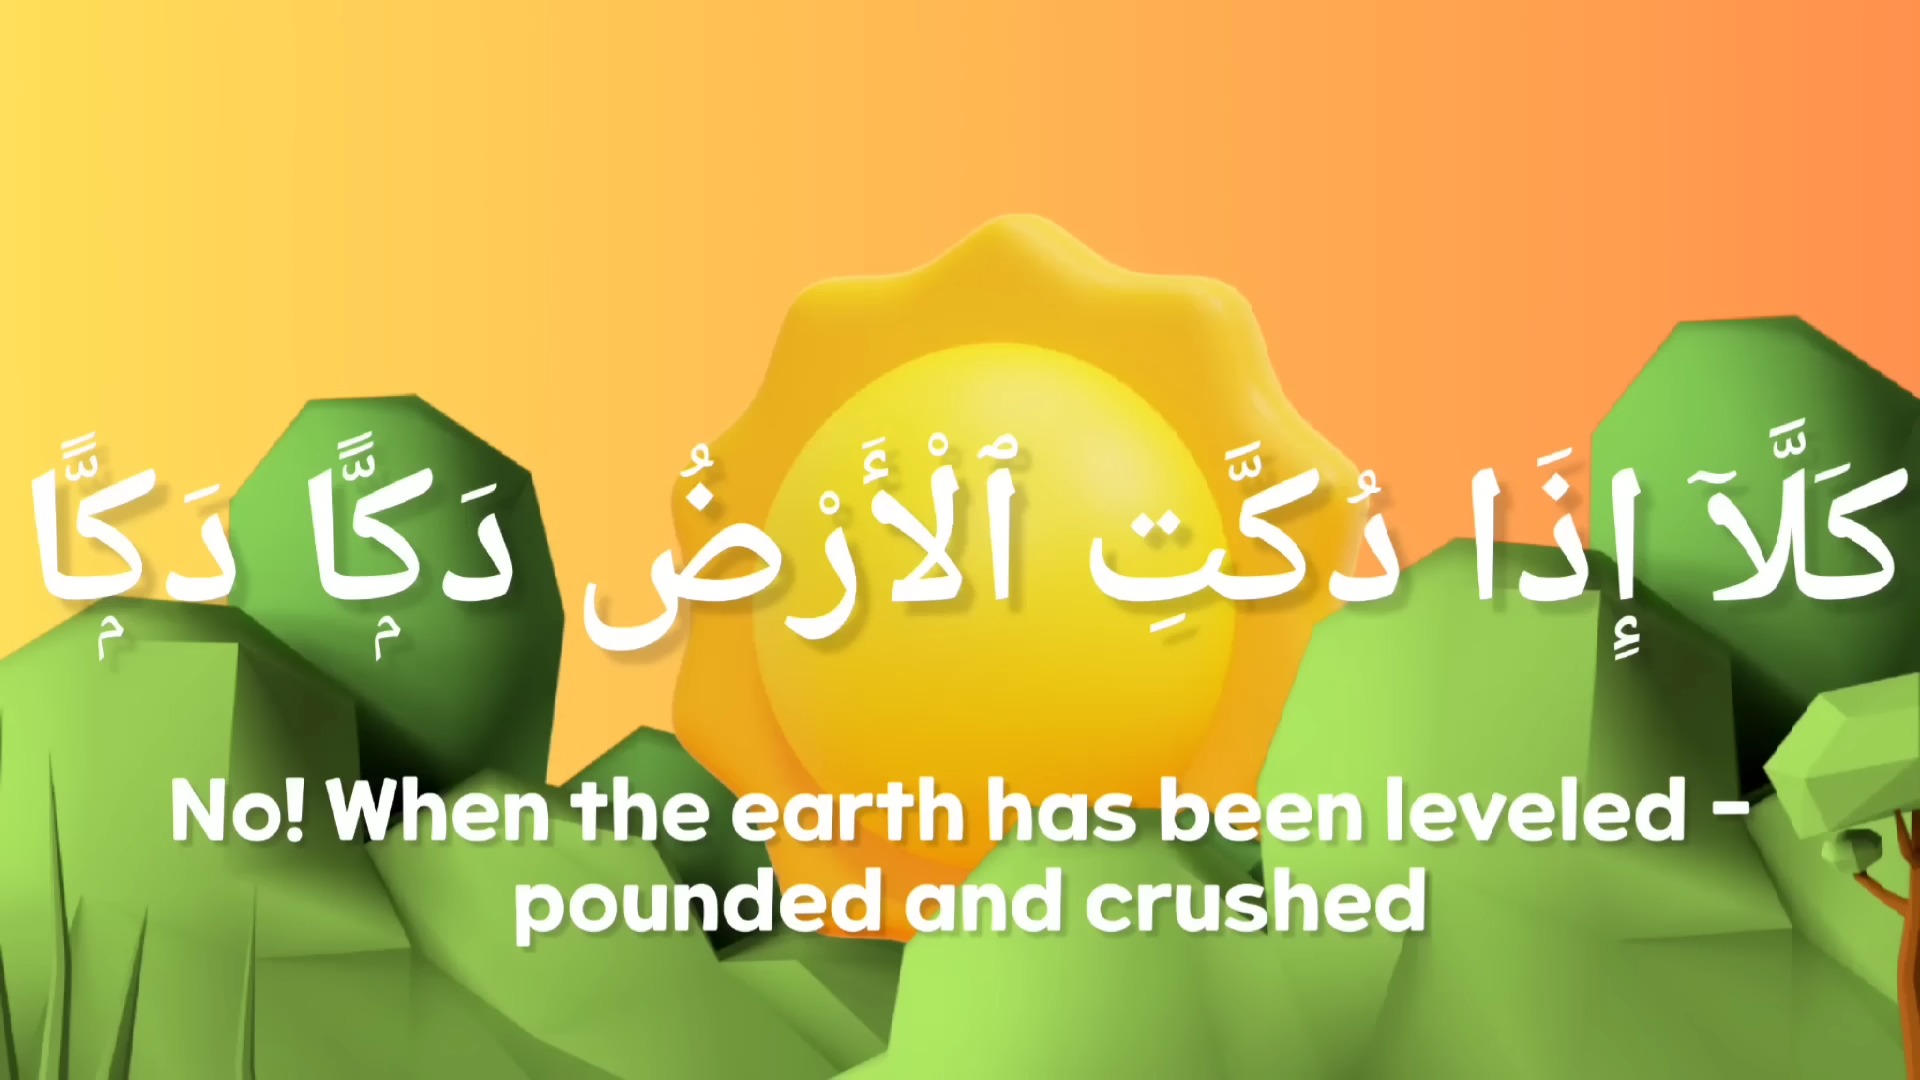 كَلَّآ إِذَا دُكَّتِ ٱلْأَرْضُ دَكًّۭا دَكًّۭا
No! When the earth has been leveled -
pounded and crushed